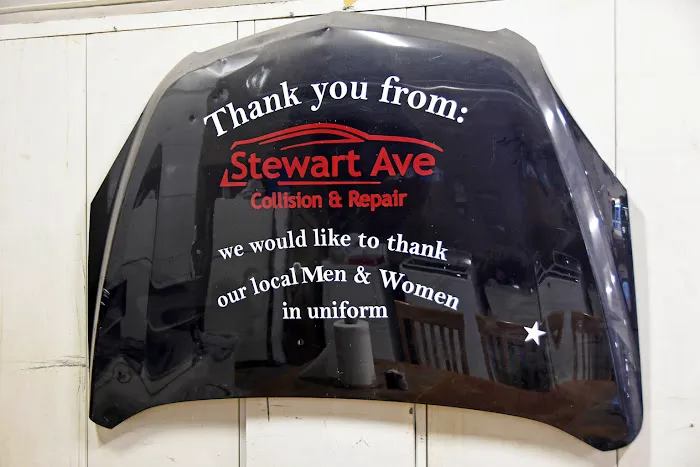 Thank you from:
Stewart Ave
Collision & Repair
we would like to thank
our local Men & Women
in uniform